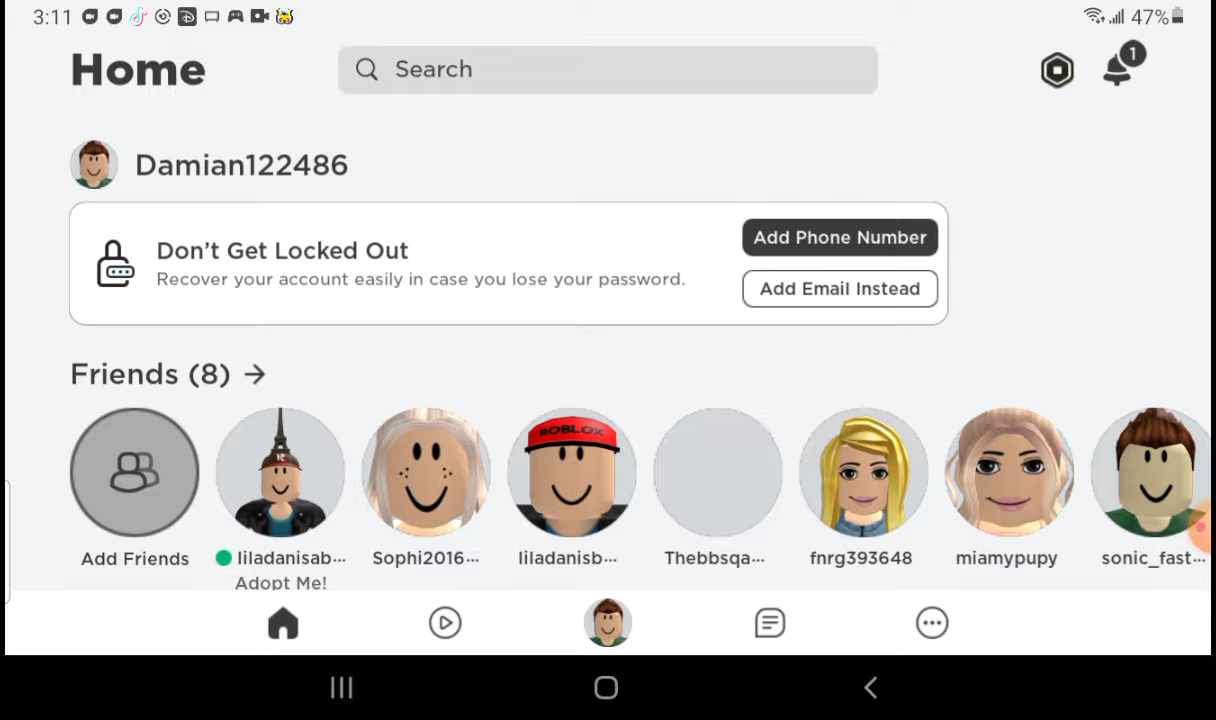 3:11 47%
Home
Search
1
Damian122486
Don't Get Locked Out
Recover your account easily in case you lose your password.
Add Phone Number
Add Email Instead
Friends (8)
ROBLOX
Add Friends
liladanisab...
Sophi2016...
liladanisb...
Thebbsqa...
fnrg393648
miamypupy
sonic_fast...
Adopt Me!